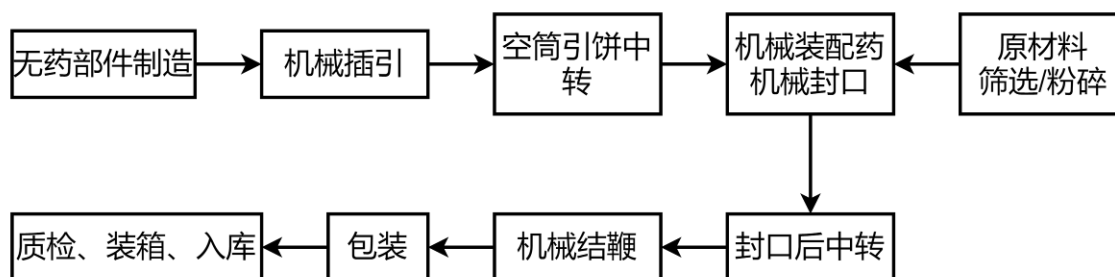 无药部件制造
机械插引
空筒引饼中
转
机械装配药
机械封口
原材料
筛选/粉碎
质检、装箱、入库
包装
机械结鞭
封口后中转